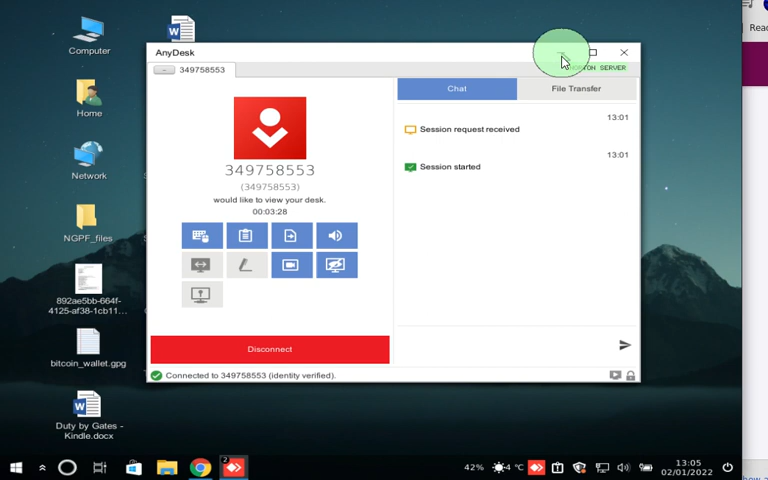 Computer
Home
Network
NGPF_files
892ae5bb-664f-
4125-af38-1cb11...
bitcoin_wallet.gpg
Duty by Gates -
Kindle.docx
AnyDesk
349758553
SERVER
349758553
(349758553)
would like to view your desk.
00:03:28
Disconnect
Connected to 349758553 (identity verified).
Chat
File Transfer
13:01
Session request received
13:01
Session started
2
42%
4 °C
13:05
02/01/2022